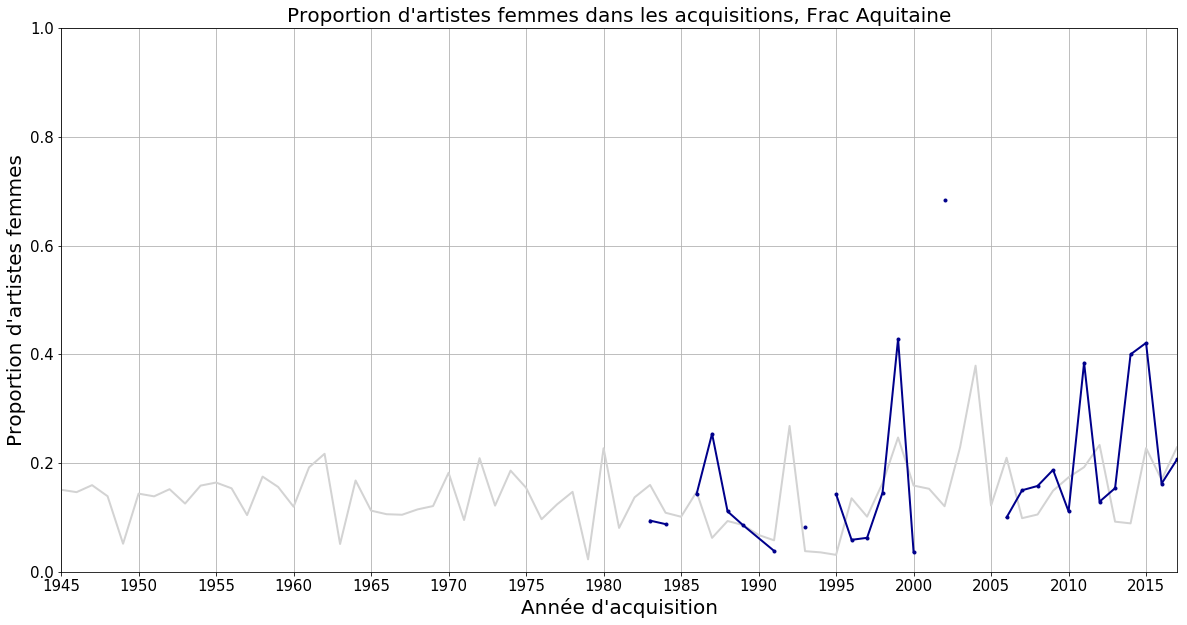 Proportion d'artistes femmes dans les acquisitions, Frac Aquitaine
Proportion d'artistes femmes
1.0
0.8
0.6
0.4
0.2
0.0
1945 1950 1955 1960 1965 1970 1975 1980 1985 1990 1995 2000 2005 2010 2015
Année d'acquisition